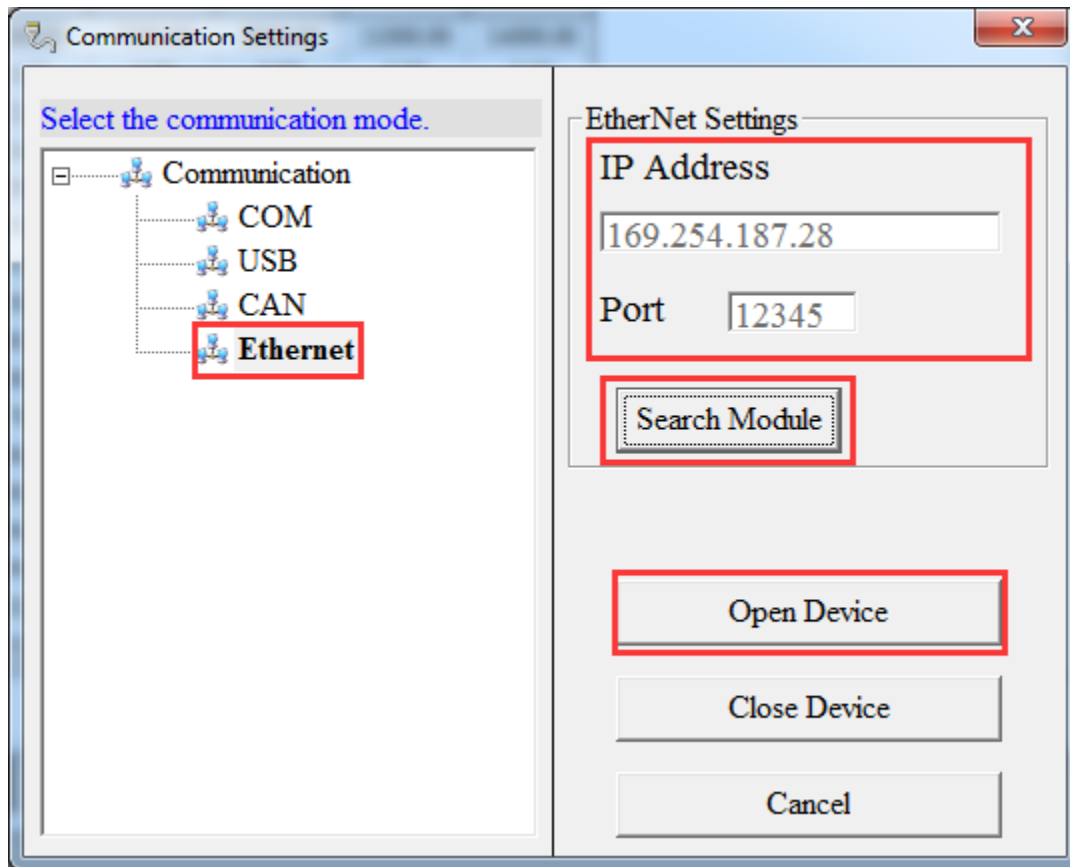 Communication Settings
Select the communication mode.
Communication
COM
USB
CAN
Ethernet
EtherNet Settings
IP Address
169.254.187.28
Port 12345
Search Module
Open Device
Close Device
Cancel